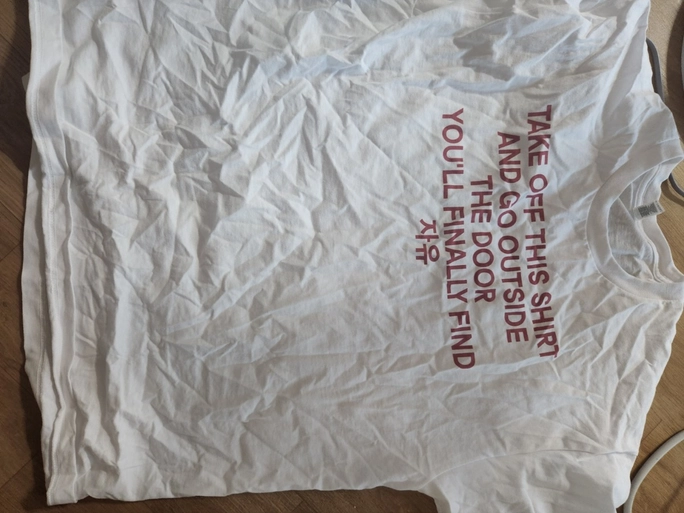 TAKE OFF THIS SHIRT
AND GO OUTSIDE
THE DOOR
YOU'LL FINALLY FIND
자유